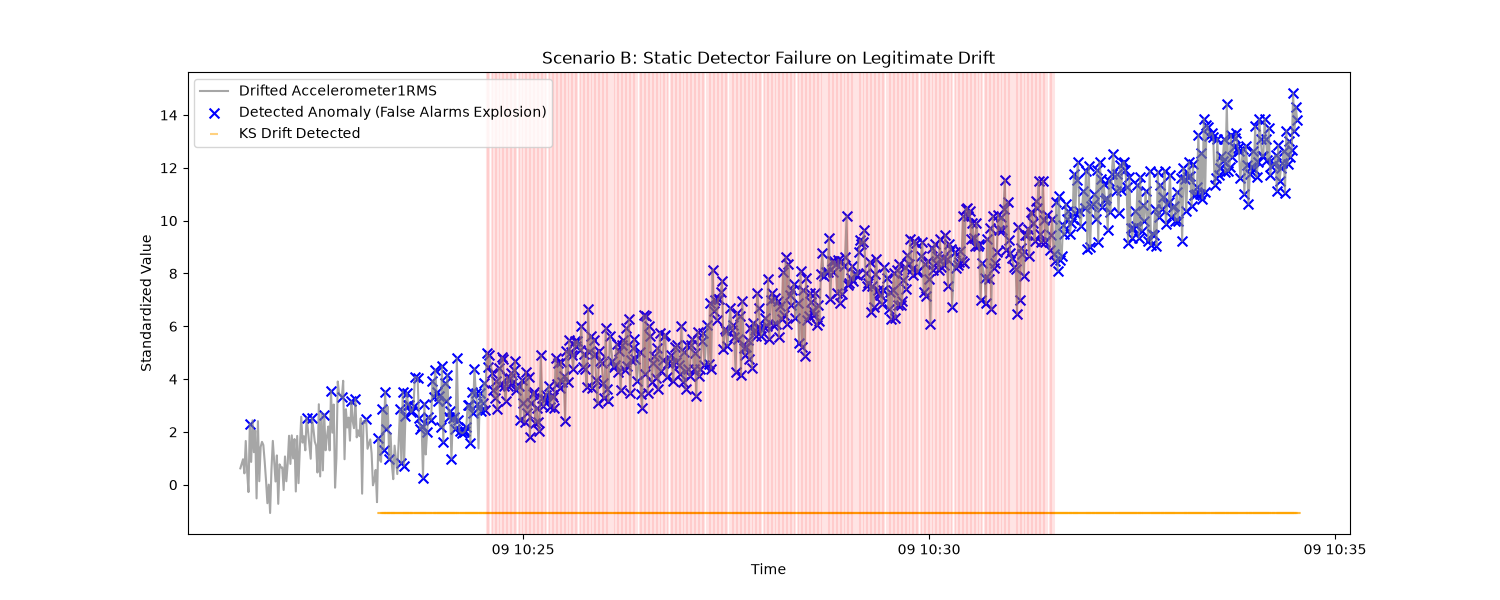 Scenario B: Static Detector Failure on Legitimate Drift
Drifted Accelerometer1RMS
Detected Anomaly (False Alarms Explosion)
KS Drift Detected
14
12
10
8
6
4
2
0
Standardized Value
09 10:25
09 10:30
09 10:35
Time